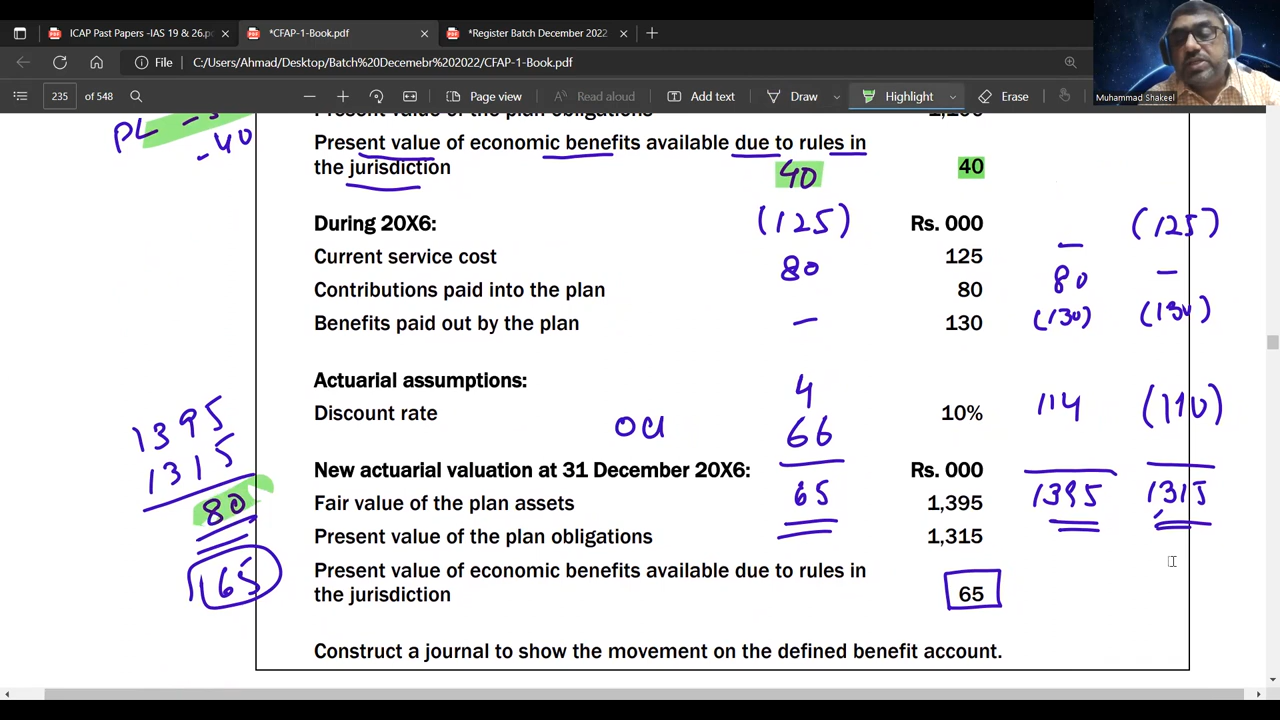 ICAP Past Papers -IAS 19 & 26.pdf
*CFAP-1-Book.pdf
*Register Batch December 2022
File C:/Users/Ahmad/Desktop/Batch%20Decemebr%202022/CFAP-1-Book.pdf
235 of 548 Page view Read aloud Add text Draw Highlight Erase
Muhammad Shakeel
PL
-40
Present value of the plan obligations
Present value of economic benefits available due to rules in
the jurisdiction 40 40
During 20X6: (125) Rs. 000 (125)
Current service cost 125 –
Contributions paid into the plan 80 80 80 –
Benefits paid out by the plan – 130 (130) (130)
Actuarial assumptions: 4
Discount rate 10% 114 (110)
OCI 66
New actuarial valuation at 31 December 20X6: Rs. 000
Fair value of the plan assets 65 1,395 1395 1315
Present value of the plan obligations 1,315
Present value of economic benefits available due to rules in
the jurisdiction 65
1395
1315
80
65
Construct a journal to show the movement on the defined benefit account.